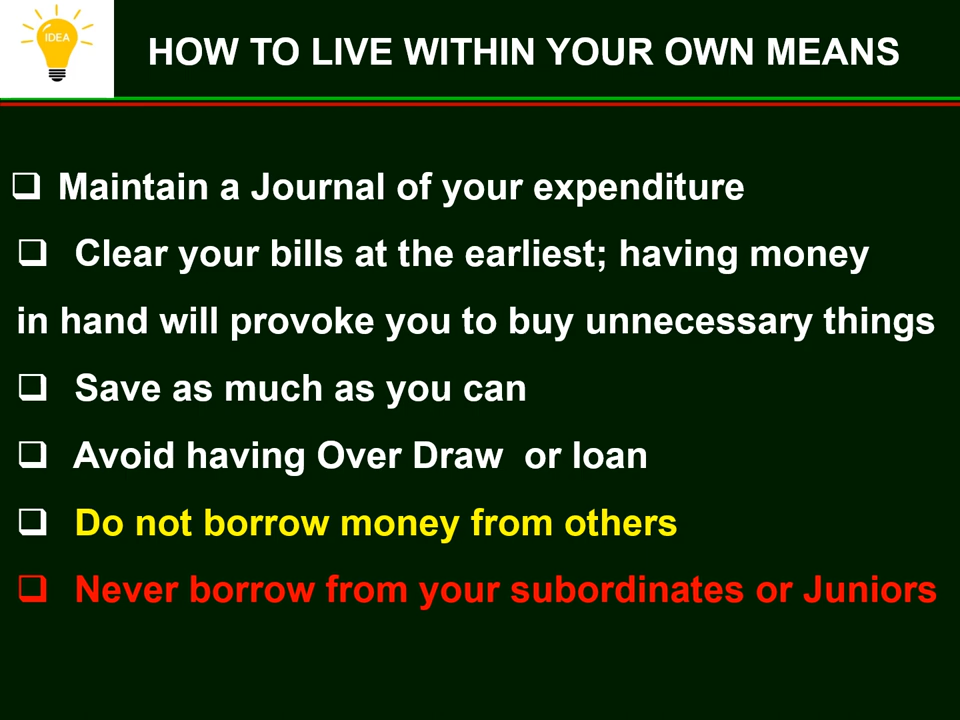 IDEA
HOW TO LIVE WITHIN YOUR OWN MEANS
❑ Maintain a Journal of your expenditure
❑ Clear your bills at the earliest; having money
in hand will provoke you to buy unnecessary things
❑ Save as much as you can
❑ Avoid having Over Draw or loan
❑ Do not borrow money from others
❑ Never borrow from your subordinates or Juniors